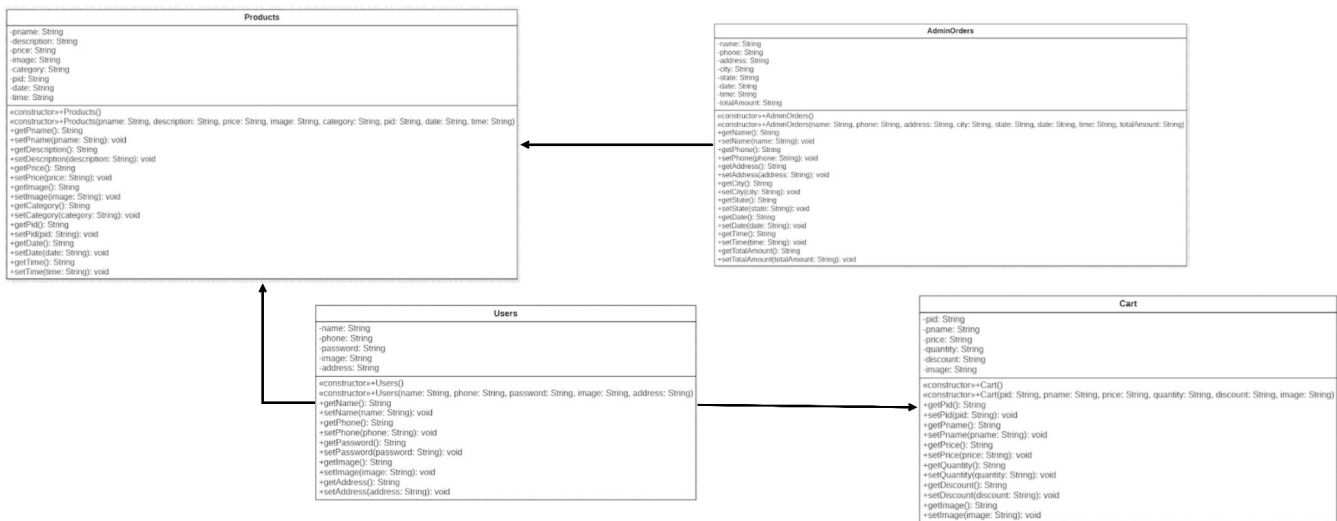 Products
-pname: String
-description: String
-price: String
-image: String
-category: String
-pid: String
-date: String
-time: String
«constructor»+Products()
«constructor»+Products(pname: String, description: String, price: String, image: String, category: String, pid: String, date: String, time: String)
+getPname(): String
+setPname(pname: String): void
+getDescription(): String
+setDescription(description: String): void
+getPrice(): String
+setPrice(price: String): void
+getImage(): String
+setImage(image: String): void
+getCategory(): String
+setCategory(category: String): void
+getPid(): String
+setPid(pid: String): void
+getDate(): String
+setDate(date: String): void
+getTime(): String
+setTime(time: String): void
AdminOrders
-name: String
-phone: String
-address: String
-city: String
-state: String
-date: String
-time: String
-totalAmount: String
«constructor»+AdminOrders()
«constructor»+AdminOrders(name: String, phone: String, address: String, city: String, state: String, date: String, time: String, totalAmount: String)
+getName(): String
+setName(name: String): void
+getPhone(): String
+setPhone(phone: String): void
+getAddress(): String
+setAddress(address: String): void
+getCity(): String
+setCity(city: String): void
+getState(): String
+setState(state: String): void
+getDate(): String
+setDate(date: String): void
+getTime(): String
+setTime(time: String): void
+getTotalAmount(): String
+setTotalAmount(totalAmount: String): void
Users
-name: String
-phone: String
-password: String
-image: String
-address: String
«constructor»+Users()
«constructor»+Users(name: String, phone: String, password: String, image: String, address: String)
+getName(): String
+setName(name: String): void
+getPhone(): String
+setPhone(phone: String): void
+getPassword(): String
+setPassword(password: String): void
+getImage(): String
+setImage(image: String): void
+getAddress(): String
+setAddress(address: String): void
Cart
-pid: String
-pname: String
-price: String
-quantity: String
-discount: String
-image: String
«constructor»+Cart()
«constructor»+Cart(pid: String, pname: String, price: String, quantity: String, discount: String, image: String)
+getPid(): String
+setPid(pid: String): void
+getPname(): String
+setPname(pname: String): void
+getPrice(): String
+setPrice(price: String): void
+getQuantity(): String
+setQuantity(quantity: String): void
+getDiscount(): String
+setDiscount(discount: String): void
+getImage(): String
+setImage(image: String): void